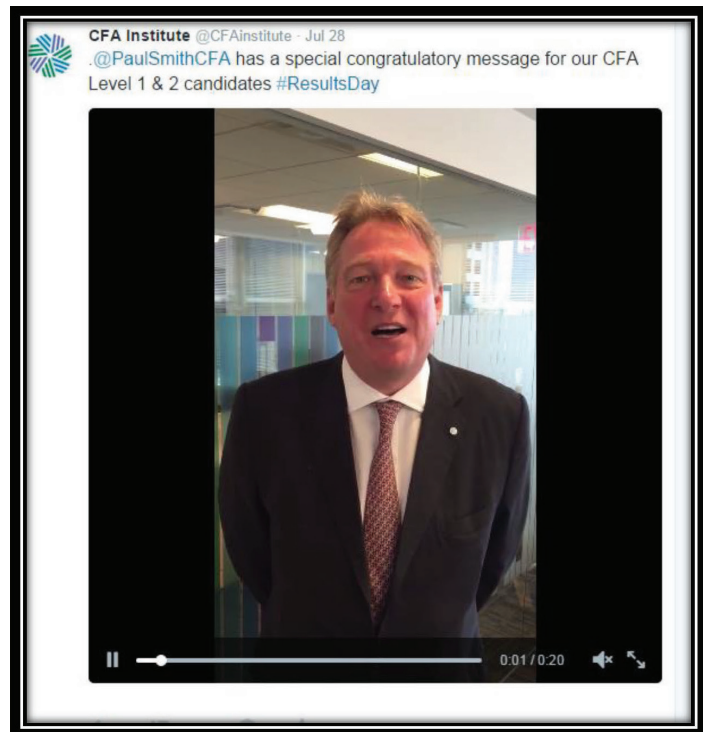 CFA Institute @CFAinstitute · Jul 28
.@PaulSmithCFA has a special congratulatory message for our CFA
Level 1 & 2 candidates #ResultsDay
0:01 / 0:20